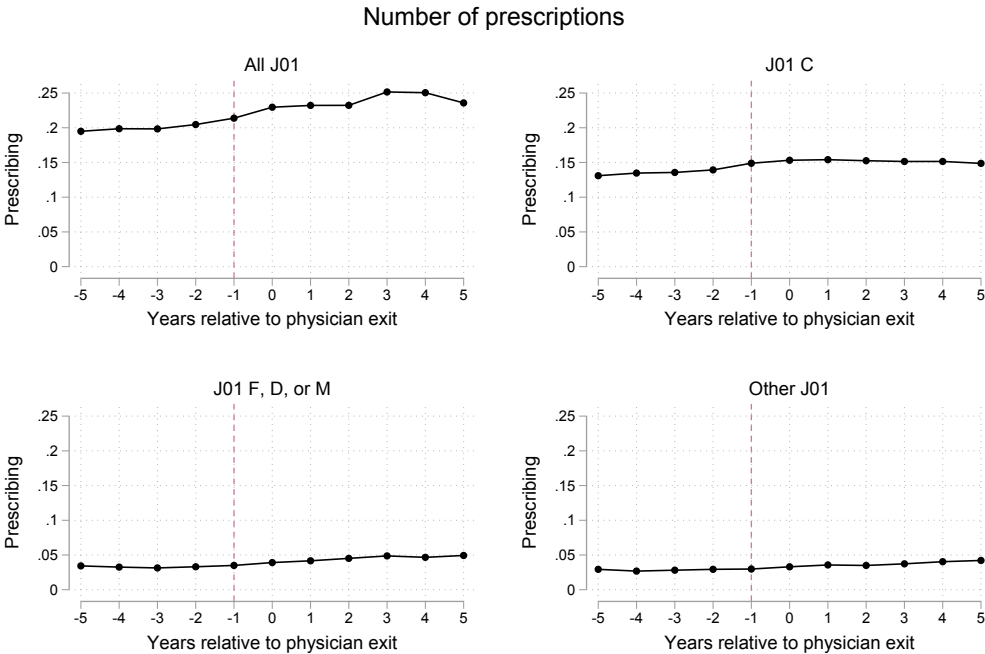 Number of prescriptions
All J01
Prescribing
.25
.2
.15
.1
.05
0
-5 -4 -3 -2 -1 0 1 2 3 4 5
Years relative to physician exit
J01 C
Prescribing
.25
.2
.15
.1
.05
0
-5 -4 -3 -2 -1 0 1 2 3 4 5
Years relative to physician exit
J01 F, D, or M
Prescribing
.25
.2
.15
.1
.05
0
-5 -4 -3 -2 -1 0 1 2 3 4 5
Years relative to physician exit
Other J01
Prescribing
.25
.2
.15
.1
.05
0
-5 -4 -3 -2 -1 0 1 2 3 4 5
Years relative to physician exit